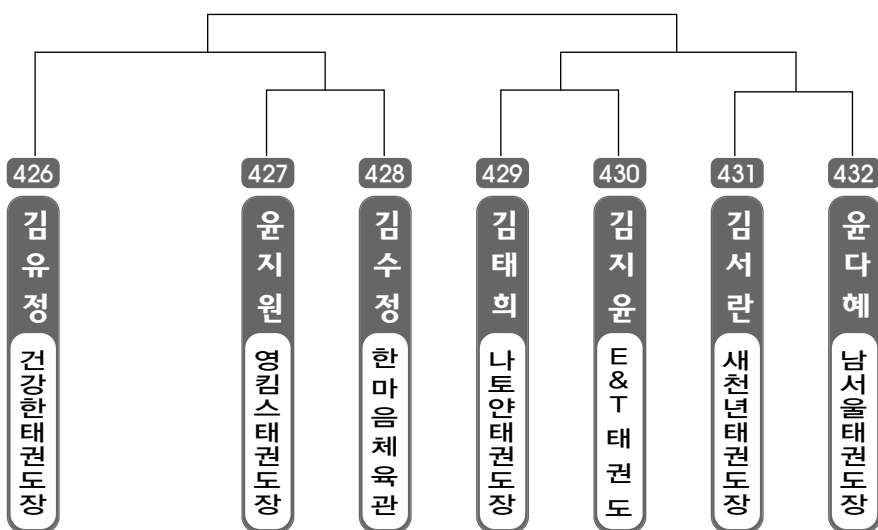 426
427
428
429
430
431
432
김유정
윤지원
김수정
김태희
김지윤
김서란
윤다혜
건강한태권도장
영킴스태권도장
한마음체육관
나토얀태권도장
E&T태권도
새천년태권도장
남서울태권도장